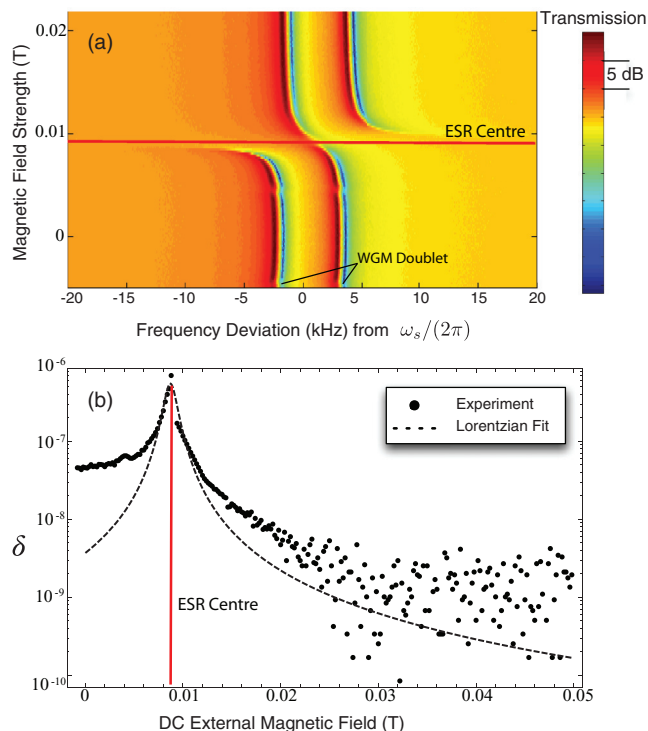 Transmission
(a)
5 dB
Magnetic Field Strength (T)
0.02
0.01
0
ESR Centre
WGM Doublet
-20 -15 -10 -5 0 5 10 15 20
Frequency Deviation (kHz) from ω_s/(2π)
(b)
Experiment
Lorentzian Fit
δ
10^-6
10^-7
10^-8
10^-9
10^-10
ESR Centre
0 0.01 0.02 0.03 0.04 0.05
DC External Magnetic Field (T)